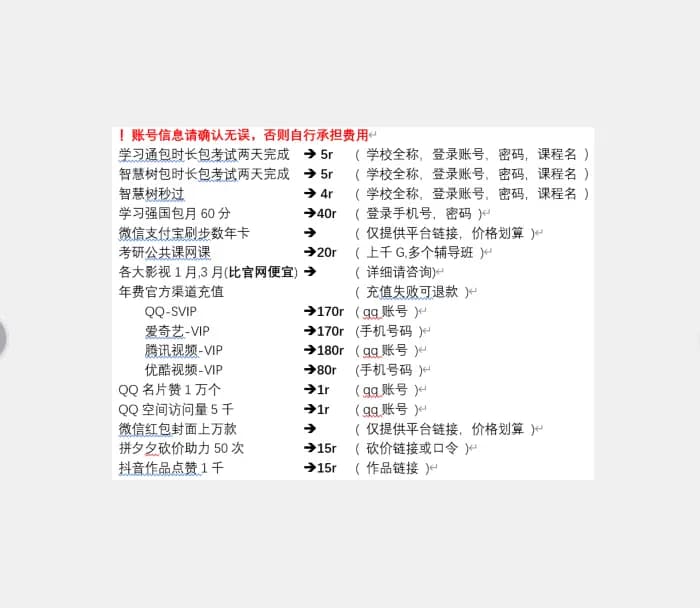 ！账号信息请确认无误，否则自行承担费用
学习通包时长包考试两天完成 → 5r （ 学校全称，登录账号，密码，课程名 ）
智慧树包时长包考试两天完成 → 5r （ 学校全称，登录账号，密码，课程名 ）
智慧树秒过 → 4r （ 学校全称，登录账号，密码，课程名 ）
学习强国包月 60 分 →40r （ 登录手机号，密码 ）
微信支付宝刷步数年卡 → （ 仅提供平台链接，价格划算 ）
考研公共课网课 →20r （ 上千 G,多个辅导班 ）
各大影视 1 月,3 月(比官网便宜) → （ 详细请咨询)
年费官方渠道充值 （ 充值失败可退款 ）
QQ-SVIP →170r （ qq 账号 ）
爱奇艺-VIP →170r (手机号码 ）
腾讯视频-VIP →180r （ qq 账号 ）
优酷视频-VIP →80r (手机号码 ）
QQ 名片赞 1 万个 →1r （ qq 账号 ）
QQ 空间访问量 5 千 →1r （ qq 账号 ）
微信红包封面上万款 → （ 仅提供平台链接，价格划算 ）
拼夕夕砍价助力 50 次 →15r （ 砍价链接或口令 ）
抖音作品点赞 1 千 →15r （ 作品链接 ）